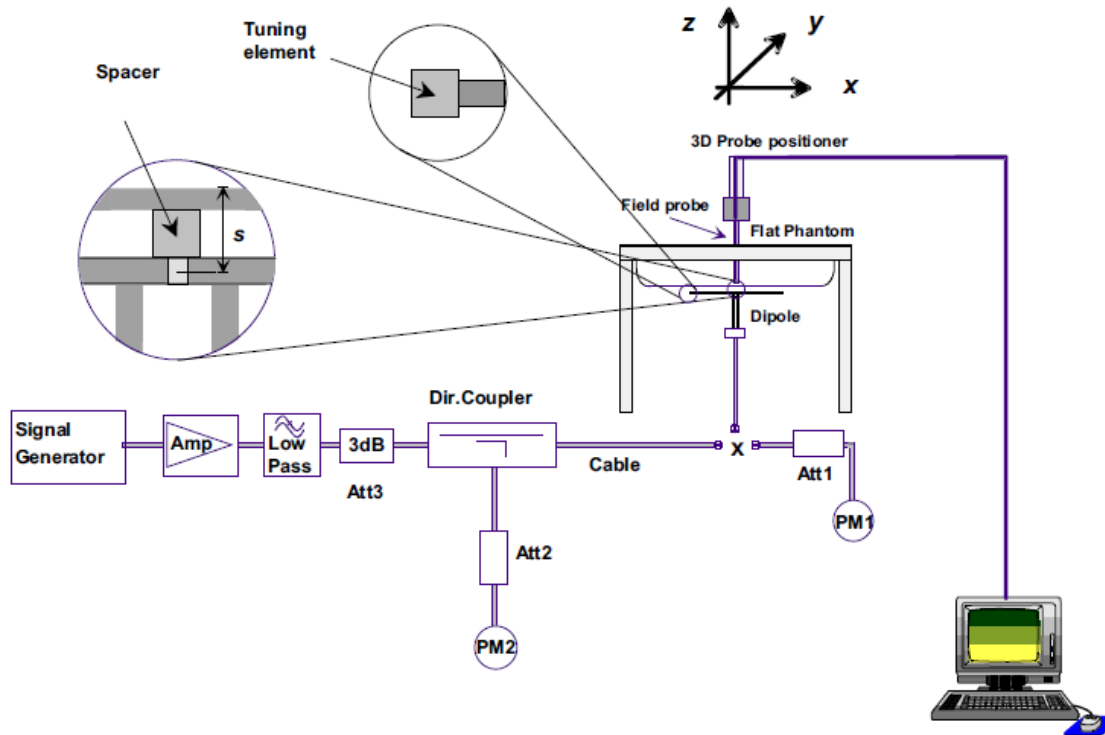 Tuning
element
Spacer
z
y
x
s
3D Probe positioner
Field probe
Flat Phantom
Dipole
Dir.Coupler
Signal
Generator
Amp
Low
Pass
3dB
Att3
Cable
X
Att1
PM1
Att2
PM2